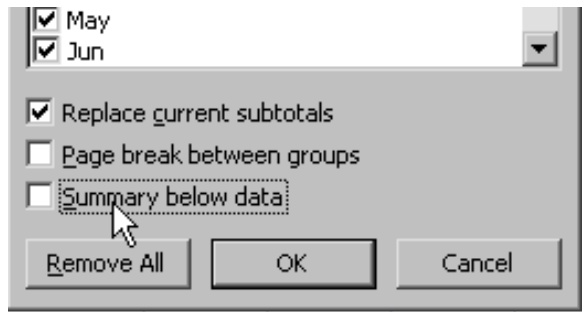 May
Jun
Replace current subtotals
Page break between groups
Summary below data
Remove All OK Cancel